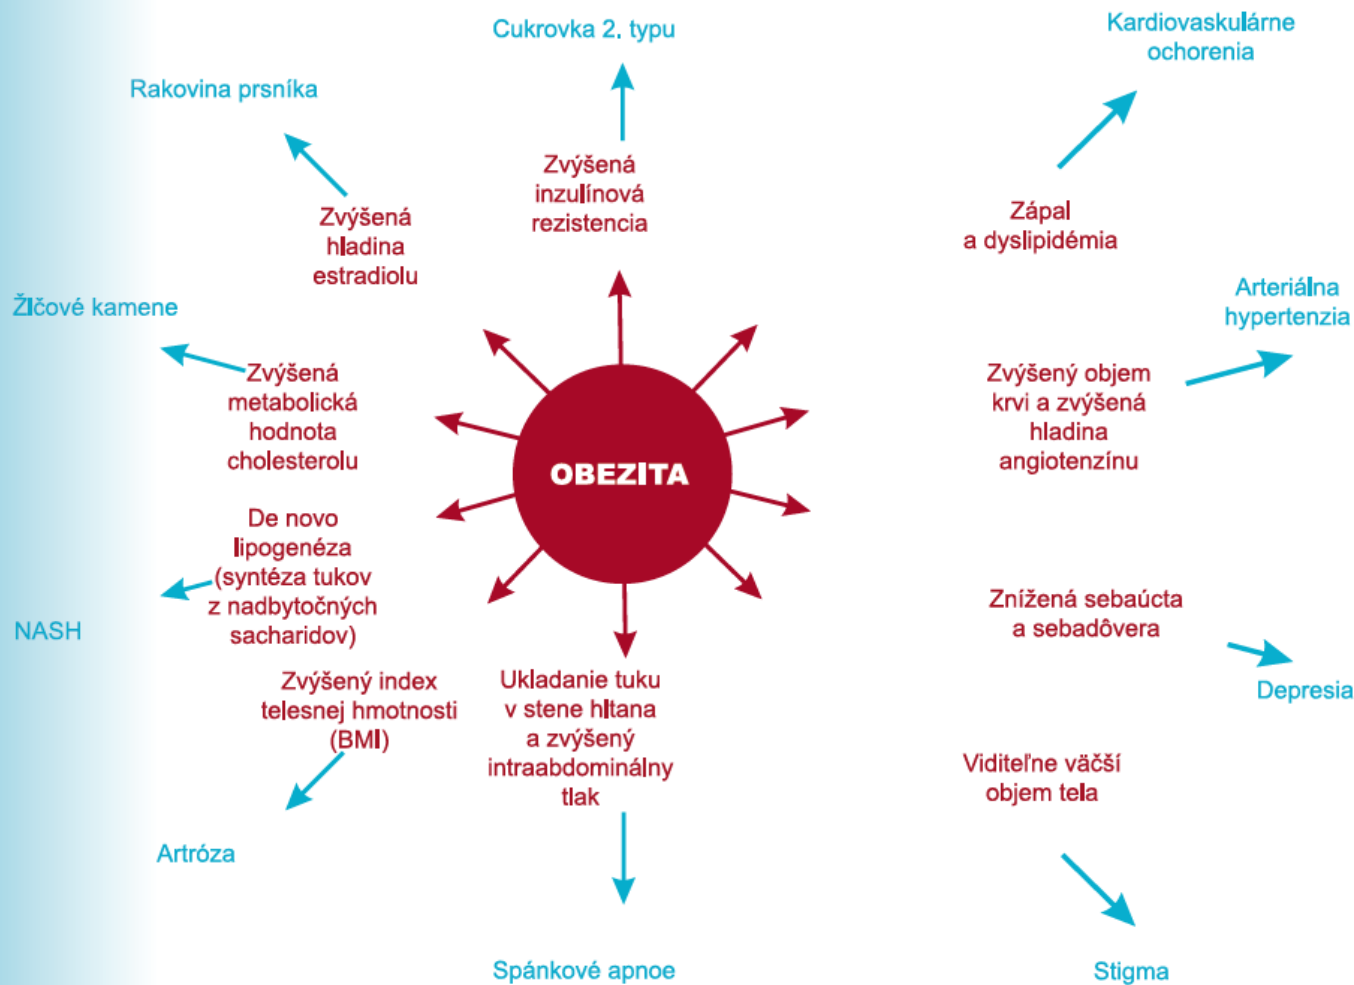 Cukrovka 2. typu
Kardiovaskulárne
ochorenia
Rakovina prsníka
Zvýšená
inzulínová
rezistencia
Zvýšená
hladina
estradiolu
Zápal
a dyslipidémia
Žlčové kamene
Arteriálna
hypertenzia
Zvýšená
metabolická
hodnota
cholesterolu
Zvýšený objem
krvi a zvýšená
hladina
angiotenzínu
OBEZITA
De novo
lipogenéza
(syntéza tukov
z nadbytočných
sacharidov)
NASH
Znížená sebaúcta
a sebadôvera
Depresia
Zvýšený index
telesnej hmotnosti
(BMI)
Ukladanie tuku
v stene hltana
a zvýšený
intraabdominálny
tlak
Viditeľne väčší
objem tela
Artróza
Spánkové apnoe
Stigma